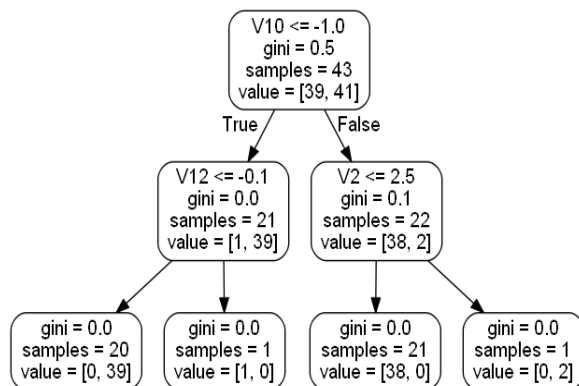 V10 <= -1.0
gini = 0.5
samples = 43
value = [39, 41]
True
False
V12 <= -0.1
gini = 0.0
samples = 21
value = [1, 39]
V2 <= 2.5
gini = 0.1
samples = 22
value = [38, 2]
gini = 0.0
samples = 20
value = [0, 39]
gini = 0.0
samples = 1
value = [1, 0]
gini = 0.0
samples = 21
value = [38, 0]
gini = 0.0
samples = 1
value = [0, 2]